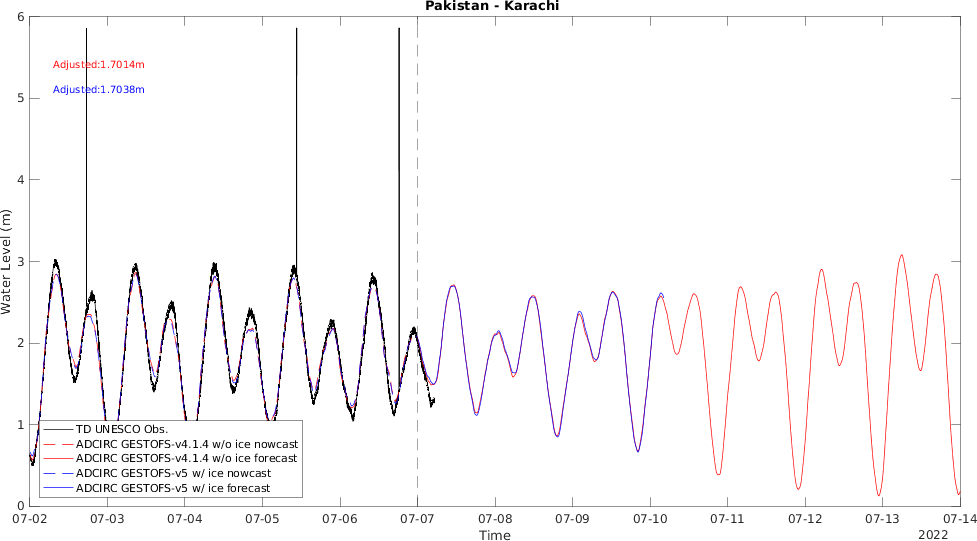 Pakistan - Karachi
6
5
4
3
2
1
0
Water Level (m)
Adjusted:1.7014m
Adjusted:1.7038m
TD UNESCO Obs.
ADCIRC GESTOFS-v4.1.4 w/o ice nowcast
ADCIRC GESTOFS-v4.1.4 w/o ice forecast
ADCIRC GESTOFS-v5 w/ ice nowcast
ADCIRC GESTOFS-v5 w/ ice forecast
07-02 07-03 07-04 07-05 07-06 07-07 07-08 07-09 07-10 07-11 07-12 07-13 07-14
Time
2022